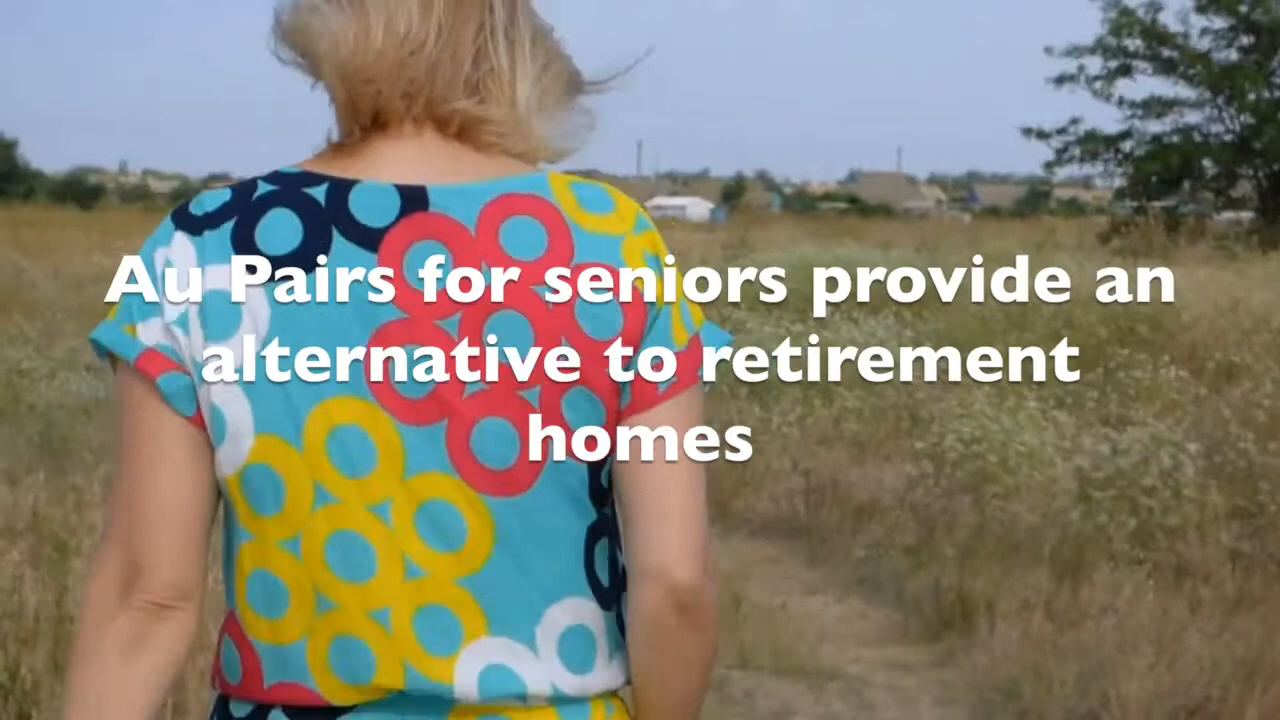 Au Pairs for seniors provide an
alternative to retirement
homes